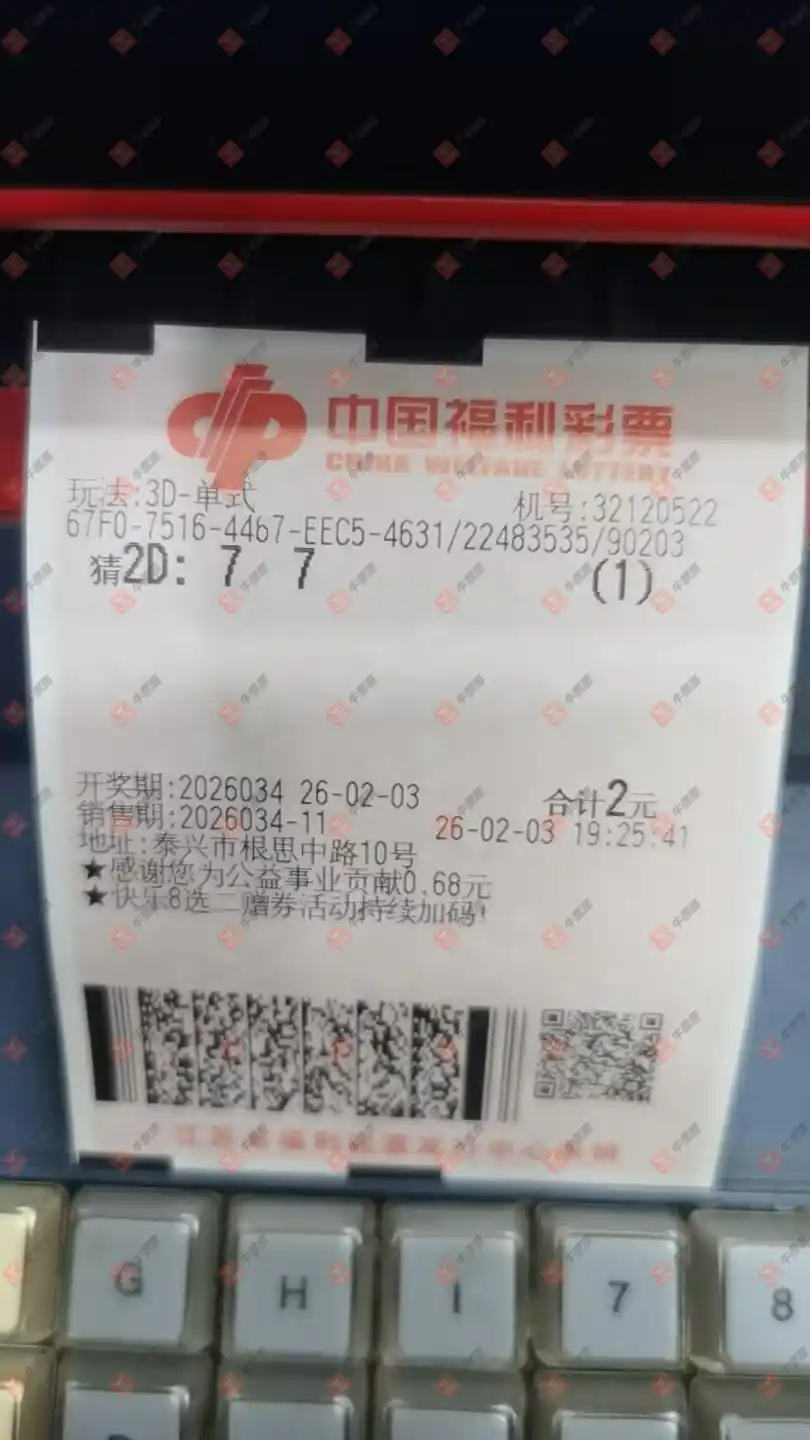 中国福利彩票
CHINA WELFARE LOTTERY
玩法:3D-单式
机号:32120522
67F0-7516-4467-EEC5-4631/22483535/90203
猜2D: 7 7 (1)
开奖期:2026034 26-02-03
合计2元
销售期:2026034-11
26-02-03 19:25:41
地址:泰兴市根思中路10号
★感谢您为公益事业贡献0.68元
★快乐8选二赠券活动持续加码!
G
H
I
7
8